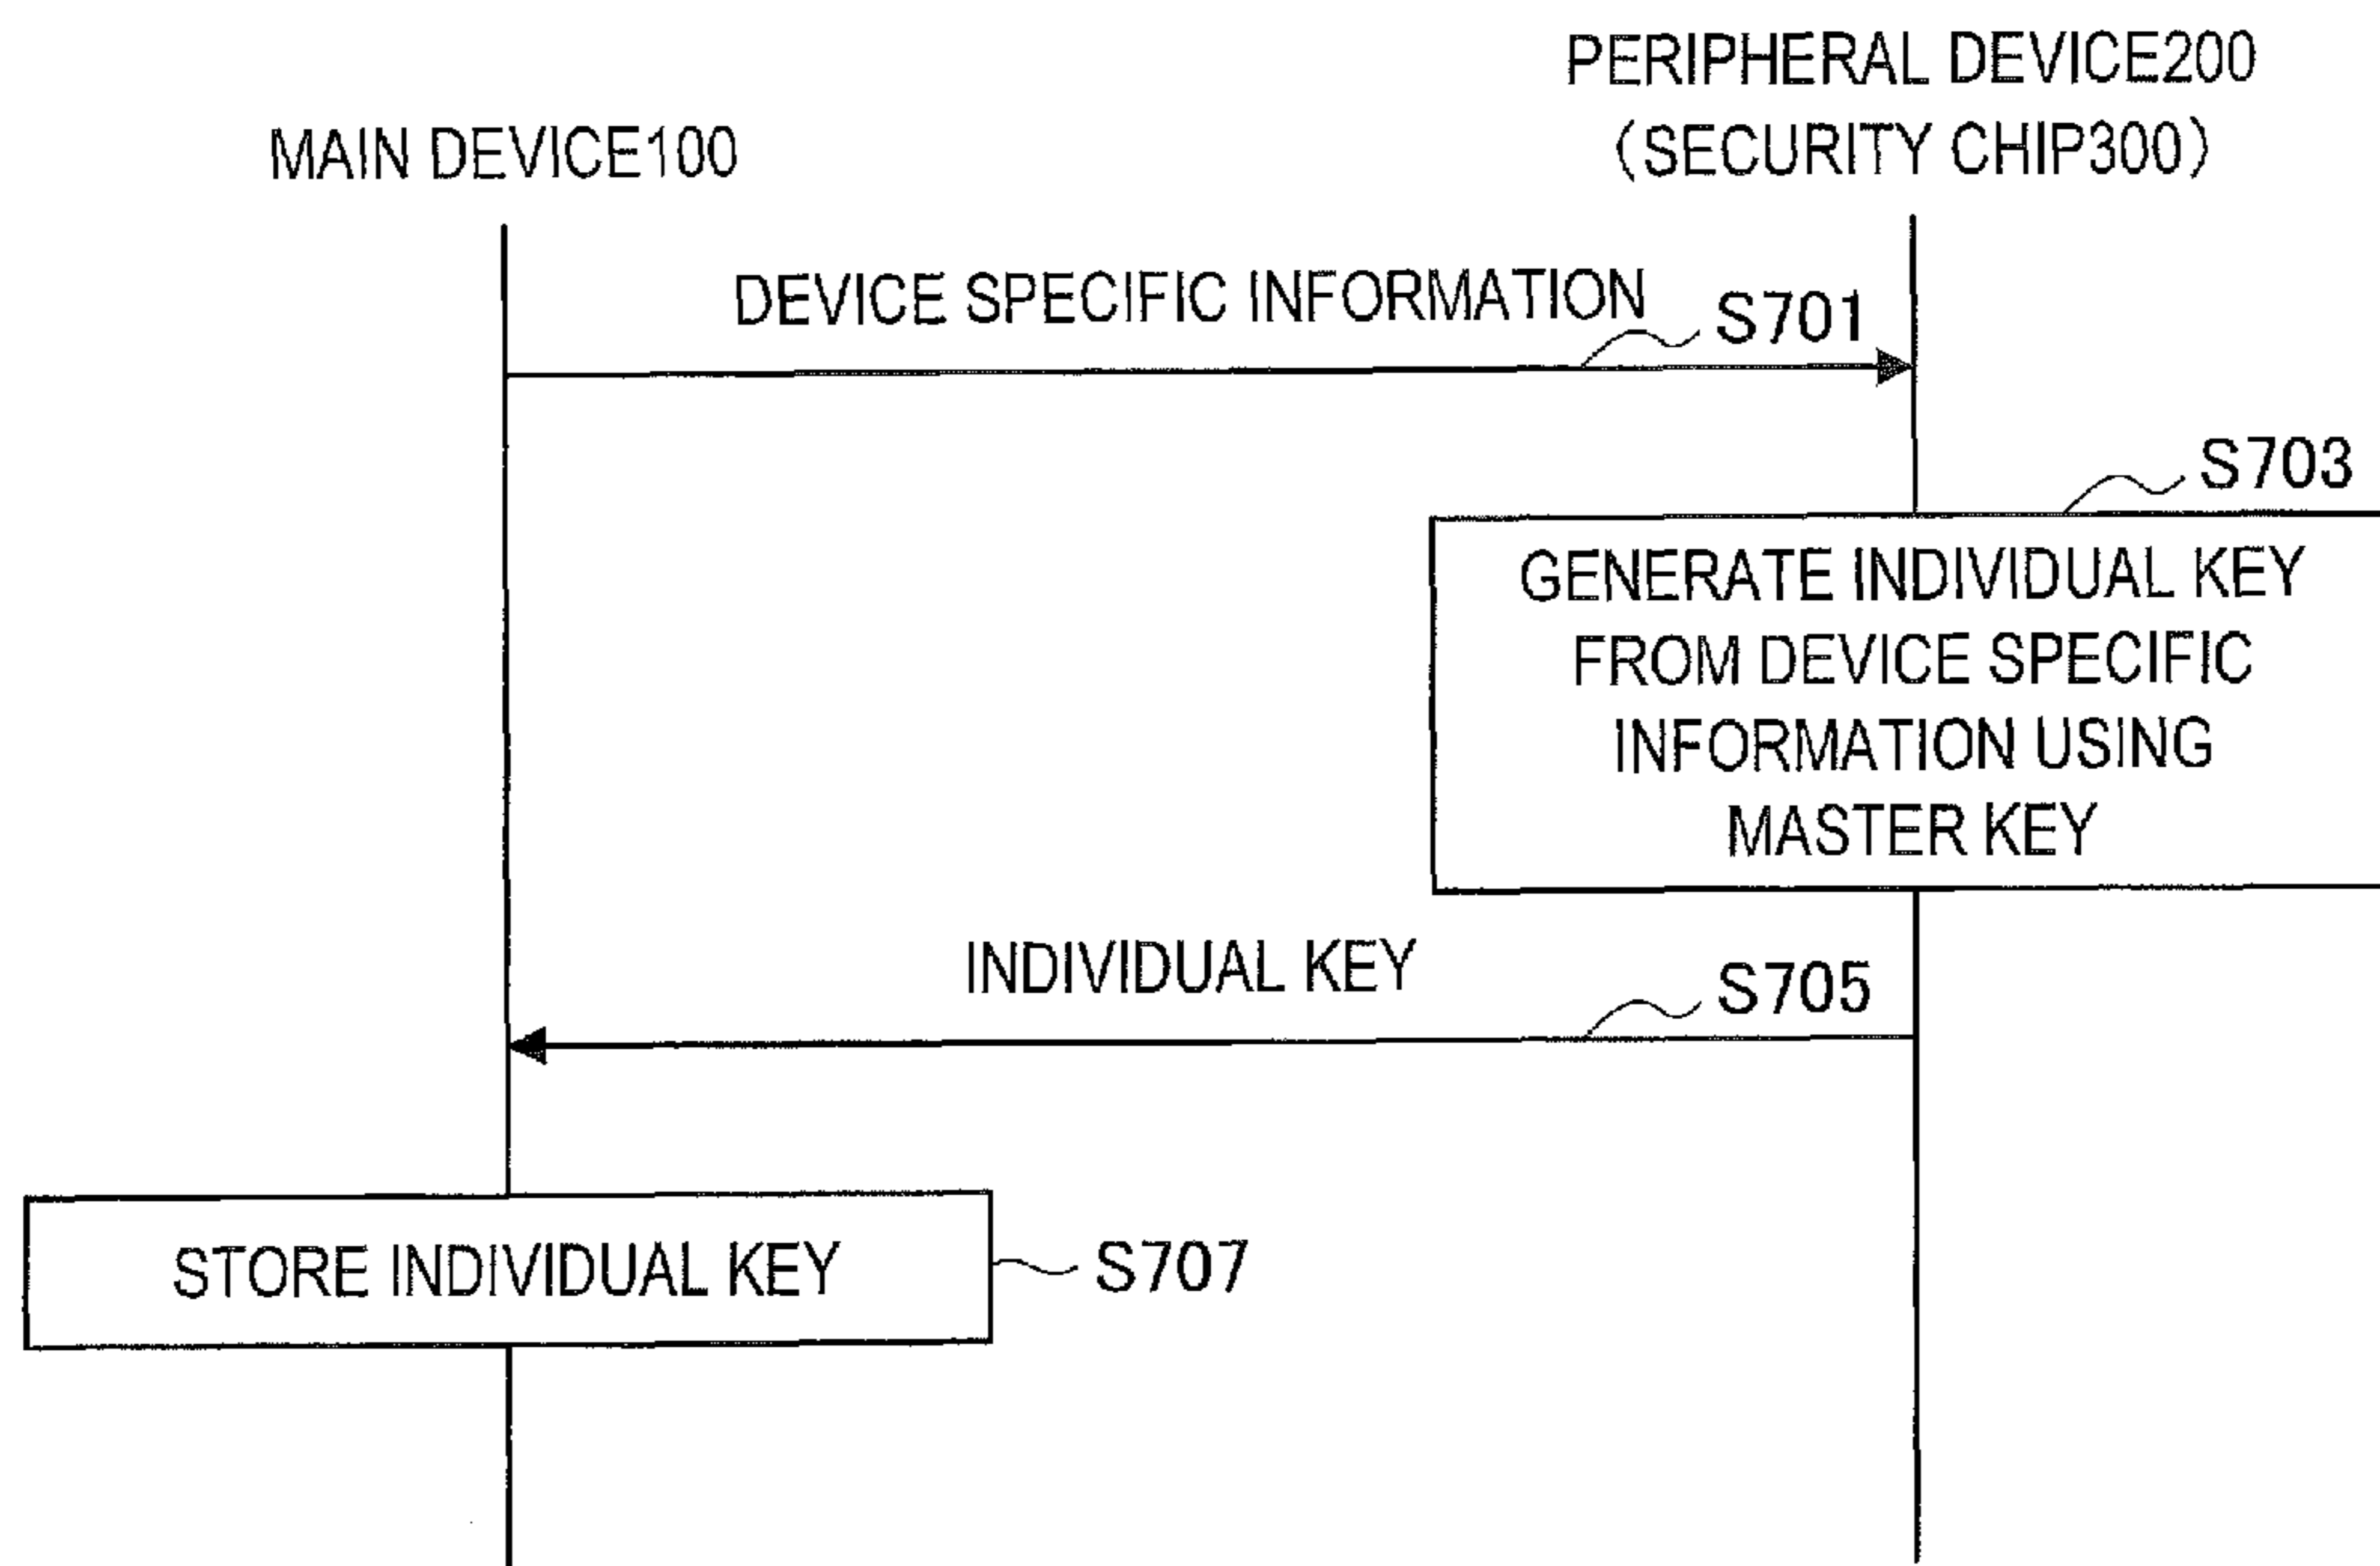 PERIPHERAL DEVICE200
(SECURITY CHIP300)
MAIN DEVICE100
DEVICE SPECIFIC INFORMATION
S701
S703
GENERATE INDIVIDUAL KEY
FROM DEVICE SPECIFIC
INFORMATION USING
MASTER KEY
INDIVIDUAL KEY
S705
STORE INDIVIDUAL KEY
S707